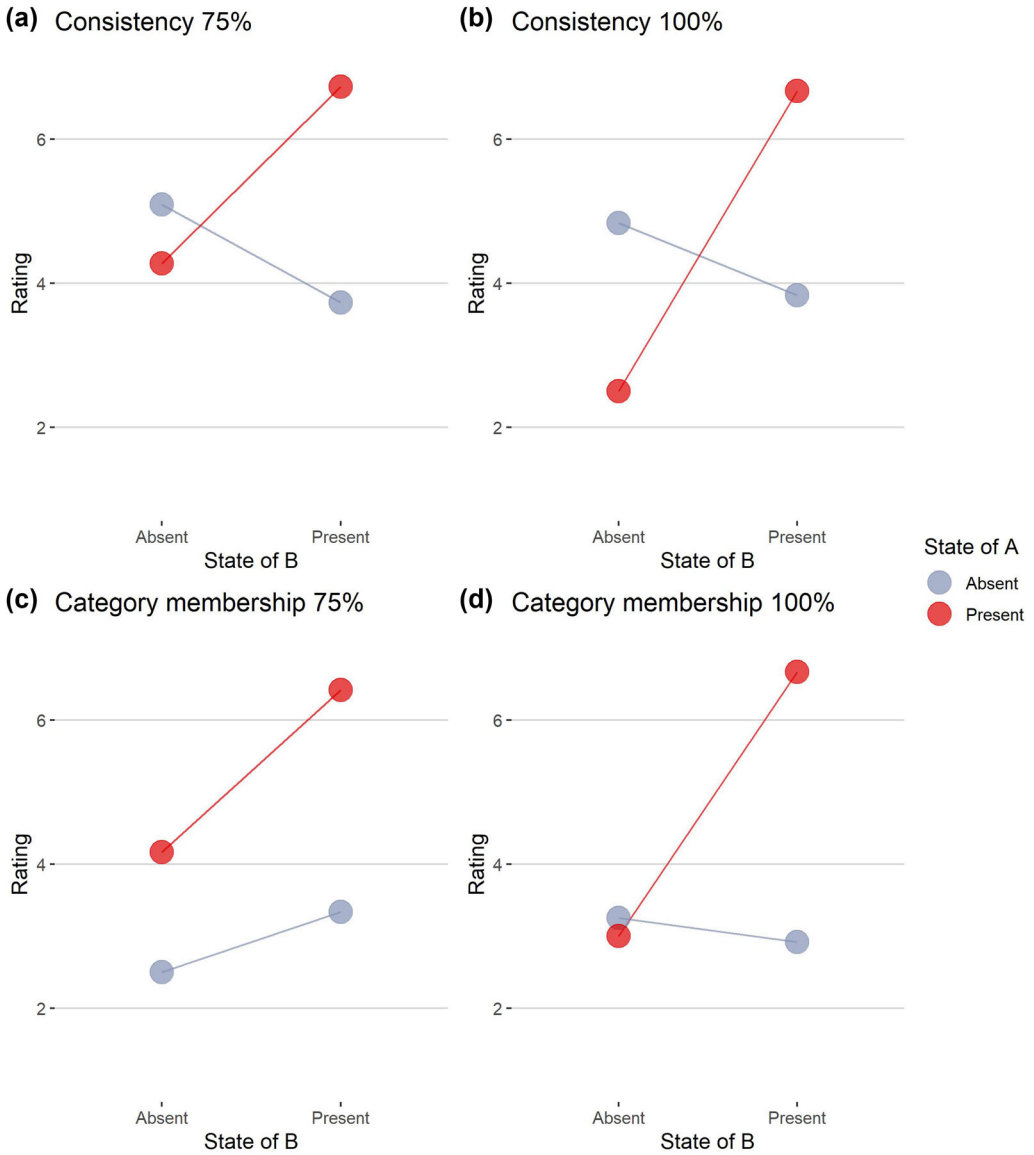 (a) Consistency 75%
6
4
2
Rating
Absent Present
State of B
(b) Consistency 100%
6
4
2
Rating
Absent Present
State of B
State of A
Absent
Present
(c) Category membership 75%
6
4
2
Rating
Absent Present
State of B
(d) Category membership 100%
6
4
2
Rating
Absent Present
State of B